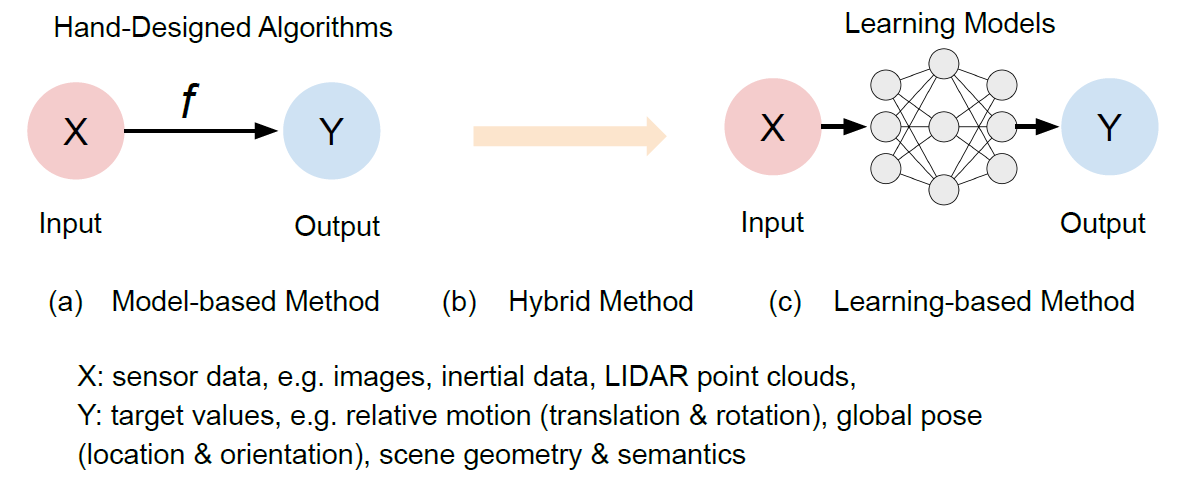 Hand-Designed Algorithms
Learning Models
X
f
Y
X
Y
Input
Output
Input
Output
(a) Model-based Method
(b) Hybrid Method
(c) Learning-based Method
X: sensor data, e.g. images, inertial data, LIDAR point clouds,
Y: target values, e.g. relative motion (translation & rotation), global pose
(location & orientation), scene geometry & semantics